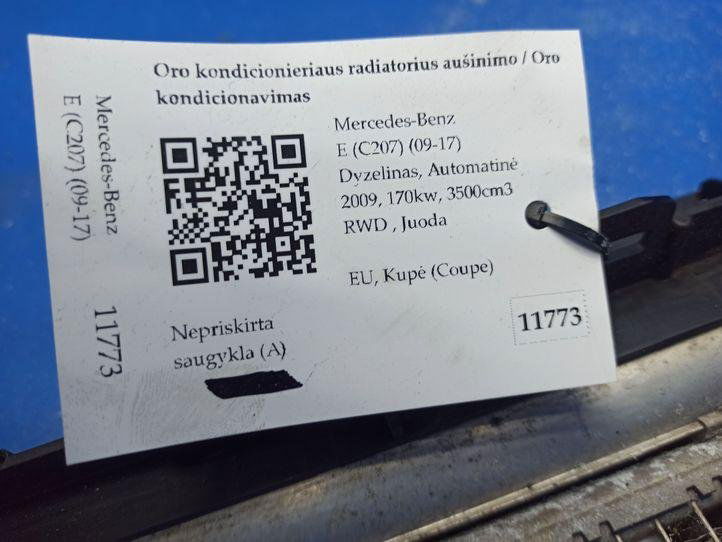 Oro kondicionieriaus radiatorius aušinimo / Oro
kondicionavimas
Mercedes-Benz
E (C207) (09-17)
Dyzelinas, Automatinė
2009, 170kw, 3500cm3
RWD , Juoda
EU, Kupė (Coupe)
11773
Nepriskirta
saugykla (A)
Mercedes-Benz
E (C207) (09-17)
11773